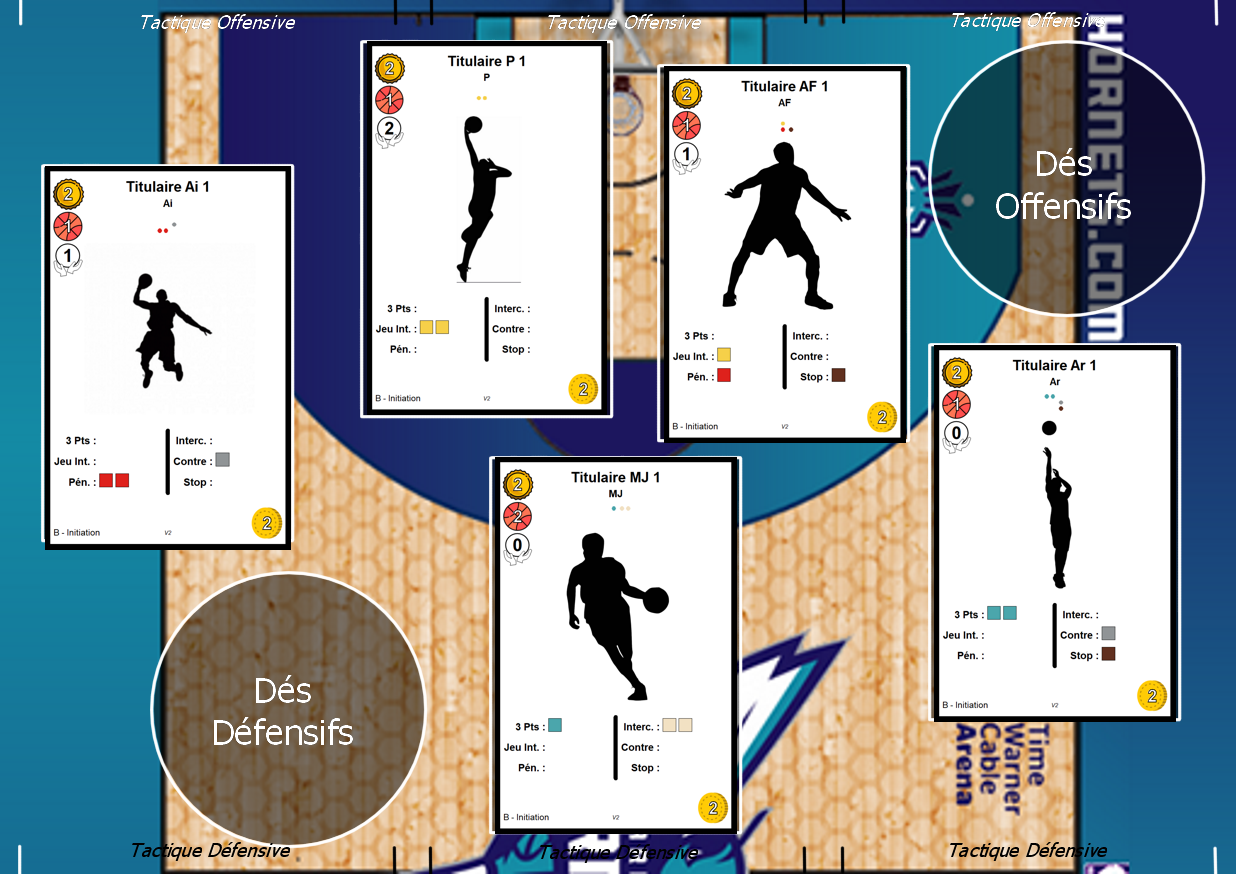 Tactique Offensive
Tactique Offensive
Tactique Offensive
2
1
2
Titulaire P 1
P
3 Pts :
Jeu Int. :
Pén. :
Interc. :
Contre :
Stop :
B - Initiation
V2
2
2
1
1
Titulaire AF 1
AF
3 Pts :
Jeu Int. :
Pén. :
Interc. :
Contre :
Stop :
B - Initiation
V2
2
HORNETS.COM
Dés
Offensifs
2
1
1
Titulaire Ai 1
Ai
3 Pts :
Jeu Int. :
Pén. :
Interc. :
Contre :
Stop :
B - Initiation
V2
2
2
1
0
Titulaire Ar 1
Ar
3 Pts :
Jeu Int. :
Pén. :
Interc. :
Contre :
Stop :
B - Initiation
V2
2
2
2
0
Titulaire MJ 1
MJ
3 Pts :
Jeu Int. :
Pén. :
Interc. :
Contre :
Stop :
B - Initiation
V2
2
Dés
Défensifs
Time
Warner
Cable
Arena
Tactique Défensive
Tactique Défensive
Tactique Défensive